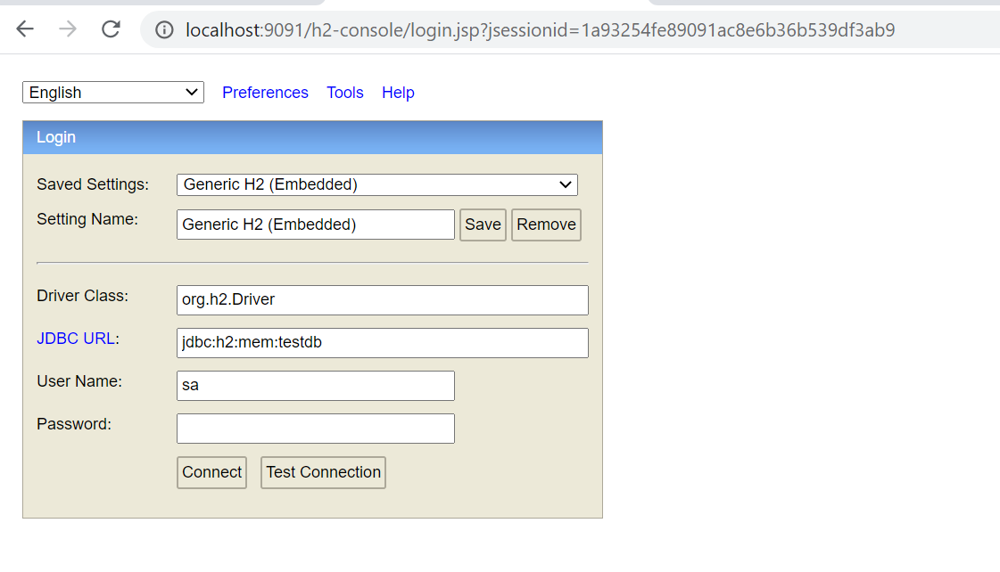 localhost:9091/h2-console/login.jsp?jsessionid=1a93254fe89091ac8e6b36b539df3ab9
English Preferences Tools Help
Login
Saved Settings: Generic H2 (Embedded)
Setting Name: Generic H2 (Embedded) Save Remove
Driver Class: org.h2.Driver
JDBC URL: jdbc:h2:mem:testdb
User Name: sa
Password:
Connect Test Connection